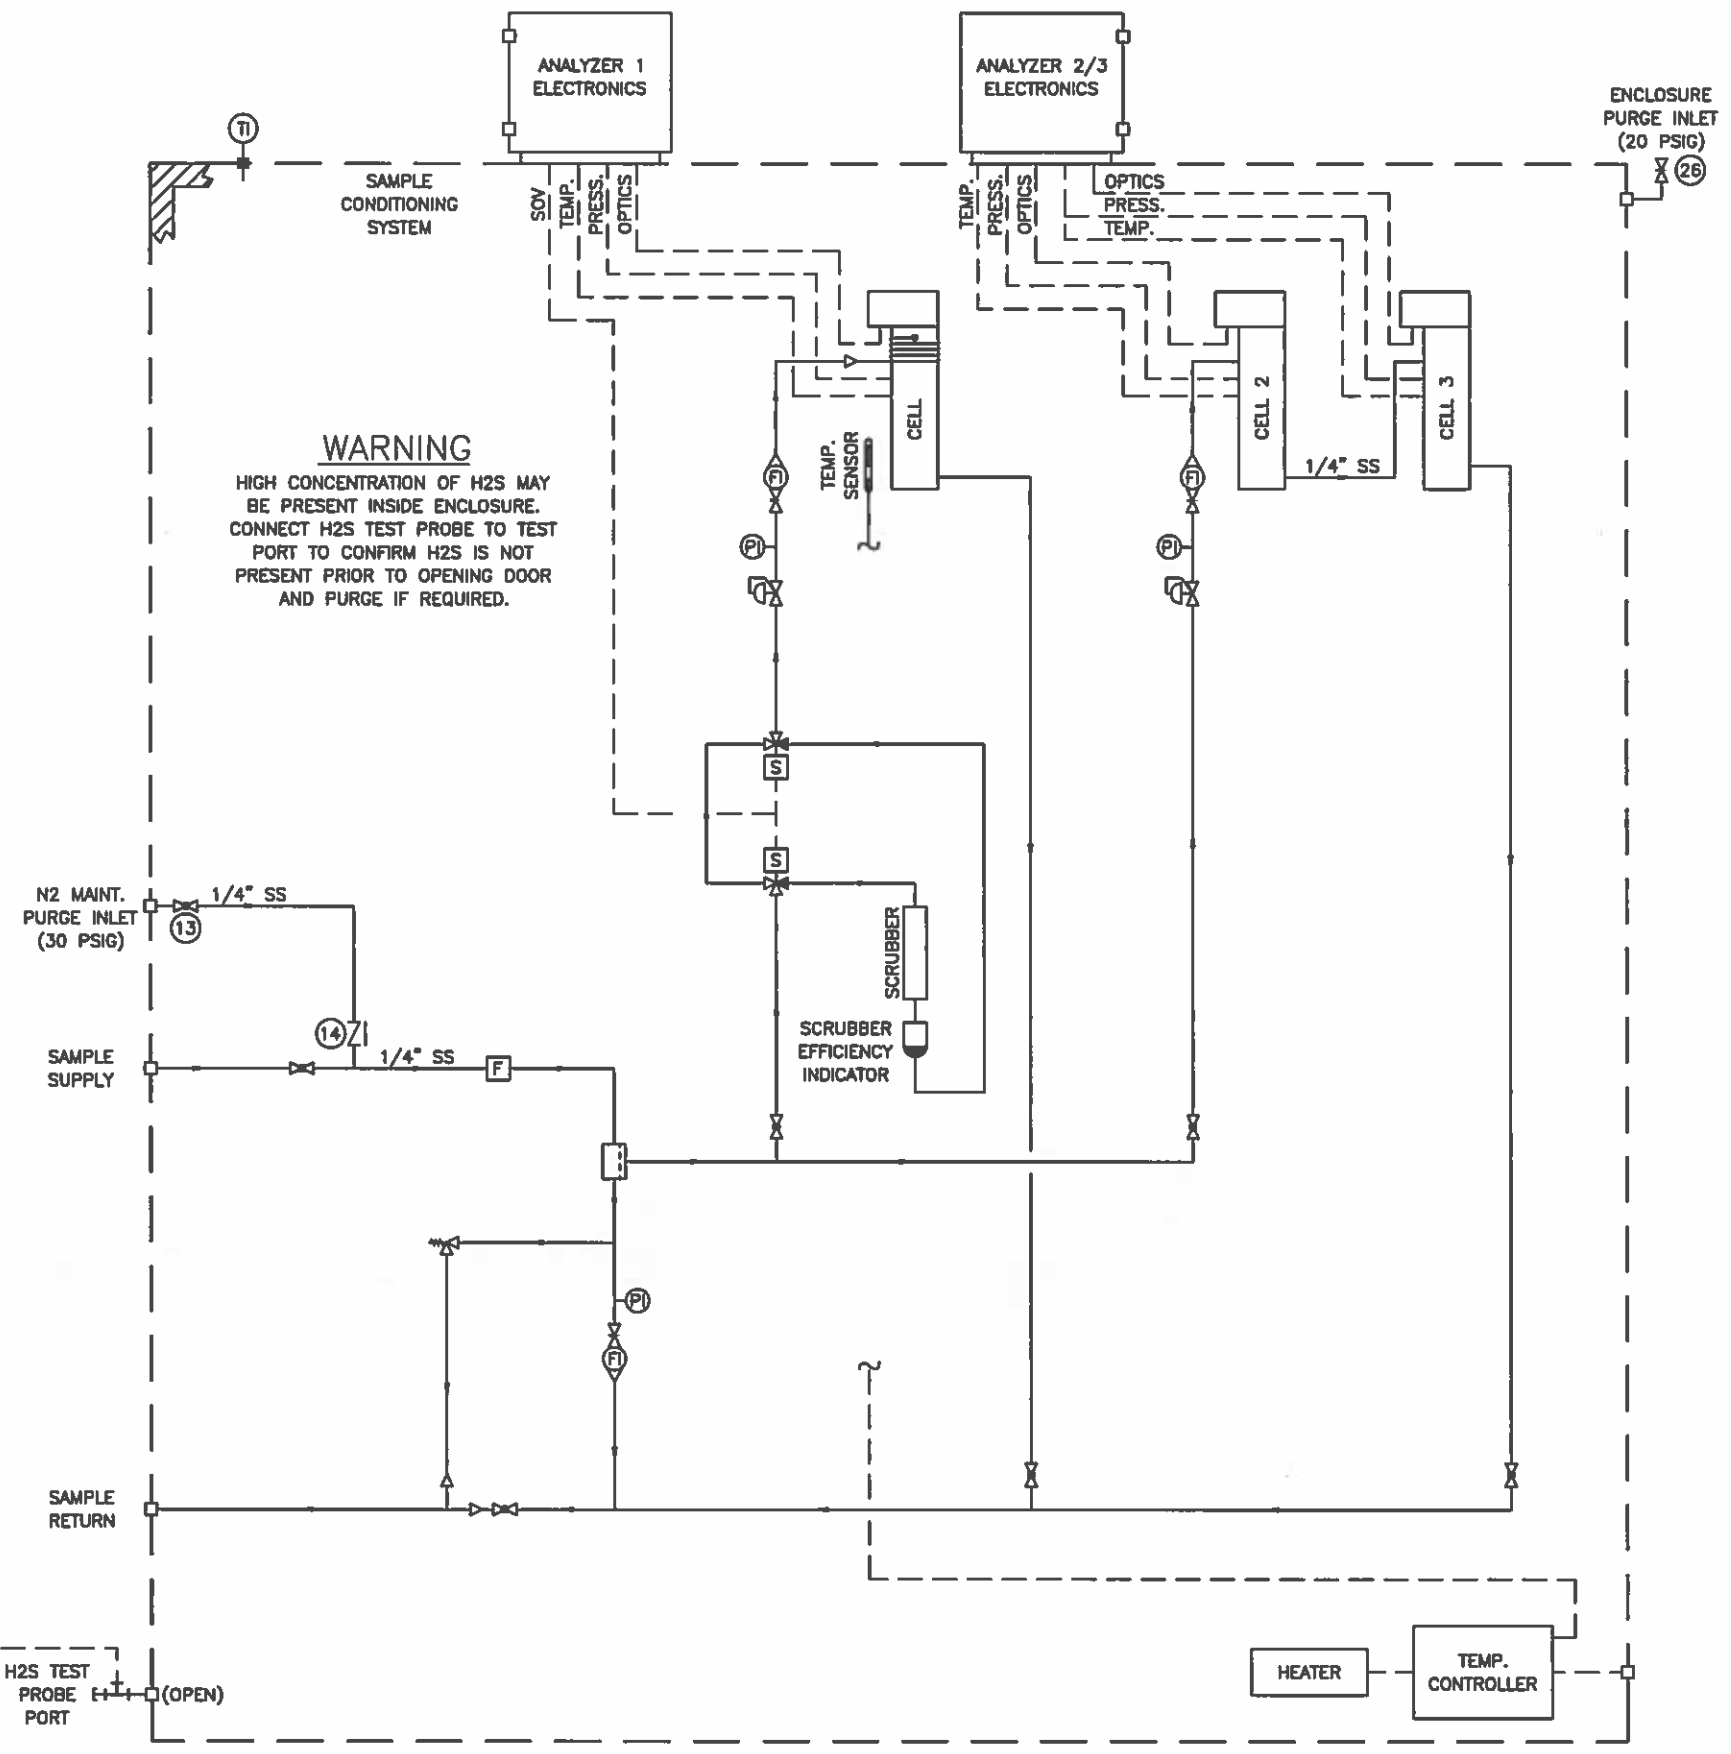 ANALYZER 1
ELECTRONICS
ANALYZER 2/3
ELECTRONICS
ENCLOSURE
PURGE INLET
(20 PSIG)
26
TI
SAMPLE
CONDITIONING
SYSTEM
SOV
TEMP.
PRESS.
OPTICS
TEMP.
PRESS.
OPTICS
OPTICS
PRESS.
TEMP.
WARNING
HIGH CONCENTRATION OF H2S MAY
BE PRESENT INSIDE ENCLOSURE.
CONNECT H2S TEST PROBE TO TEST
PORT TO CONFIRM H2S IS NOT
PRESENT PRIOR TO OPENING DOOR
AND PURGE IF REQUIRED.
CELL
CELL 2
CELL 3
TEMP.
SENSOR
FI
FI
1/4" SS
PI
PI
S
S
N2 MAINT.
PURGE INLET
(30 PSIG)
1/4" SS
13
SCRUBBER
14
SCRUBBER
EFFICIENCY
INDICATOR
SAMPLE
SUPPLY
1/4" SS
F
PI
FI
SAMPLE
RETURN
H2S TEST
PROBE
PORT
(OPEN)
HEATER
TEMP.
CONTROLLER